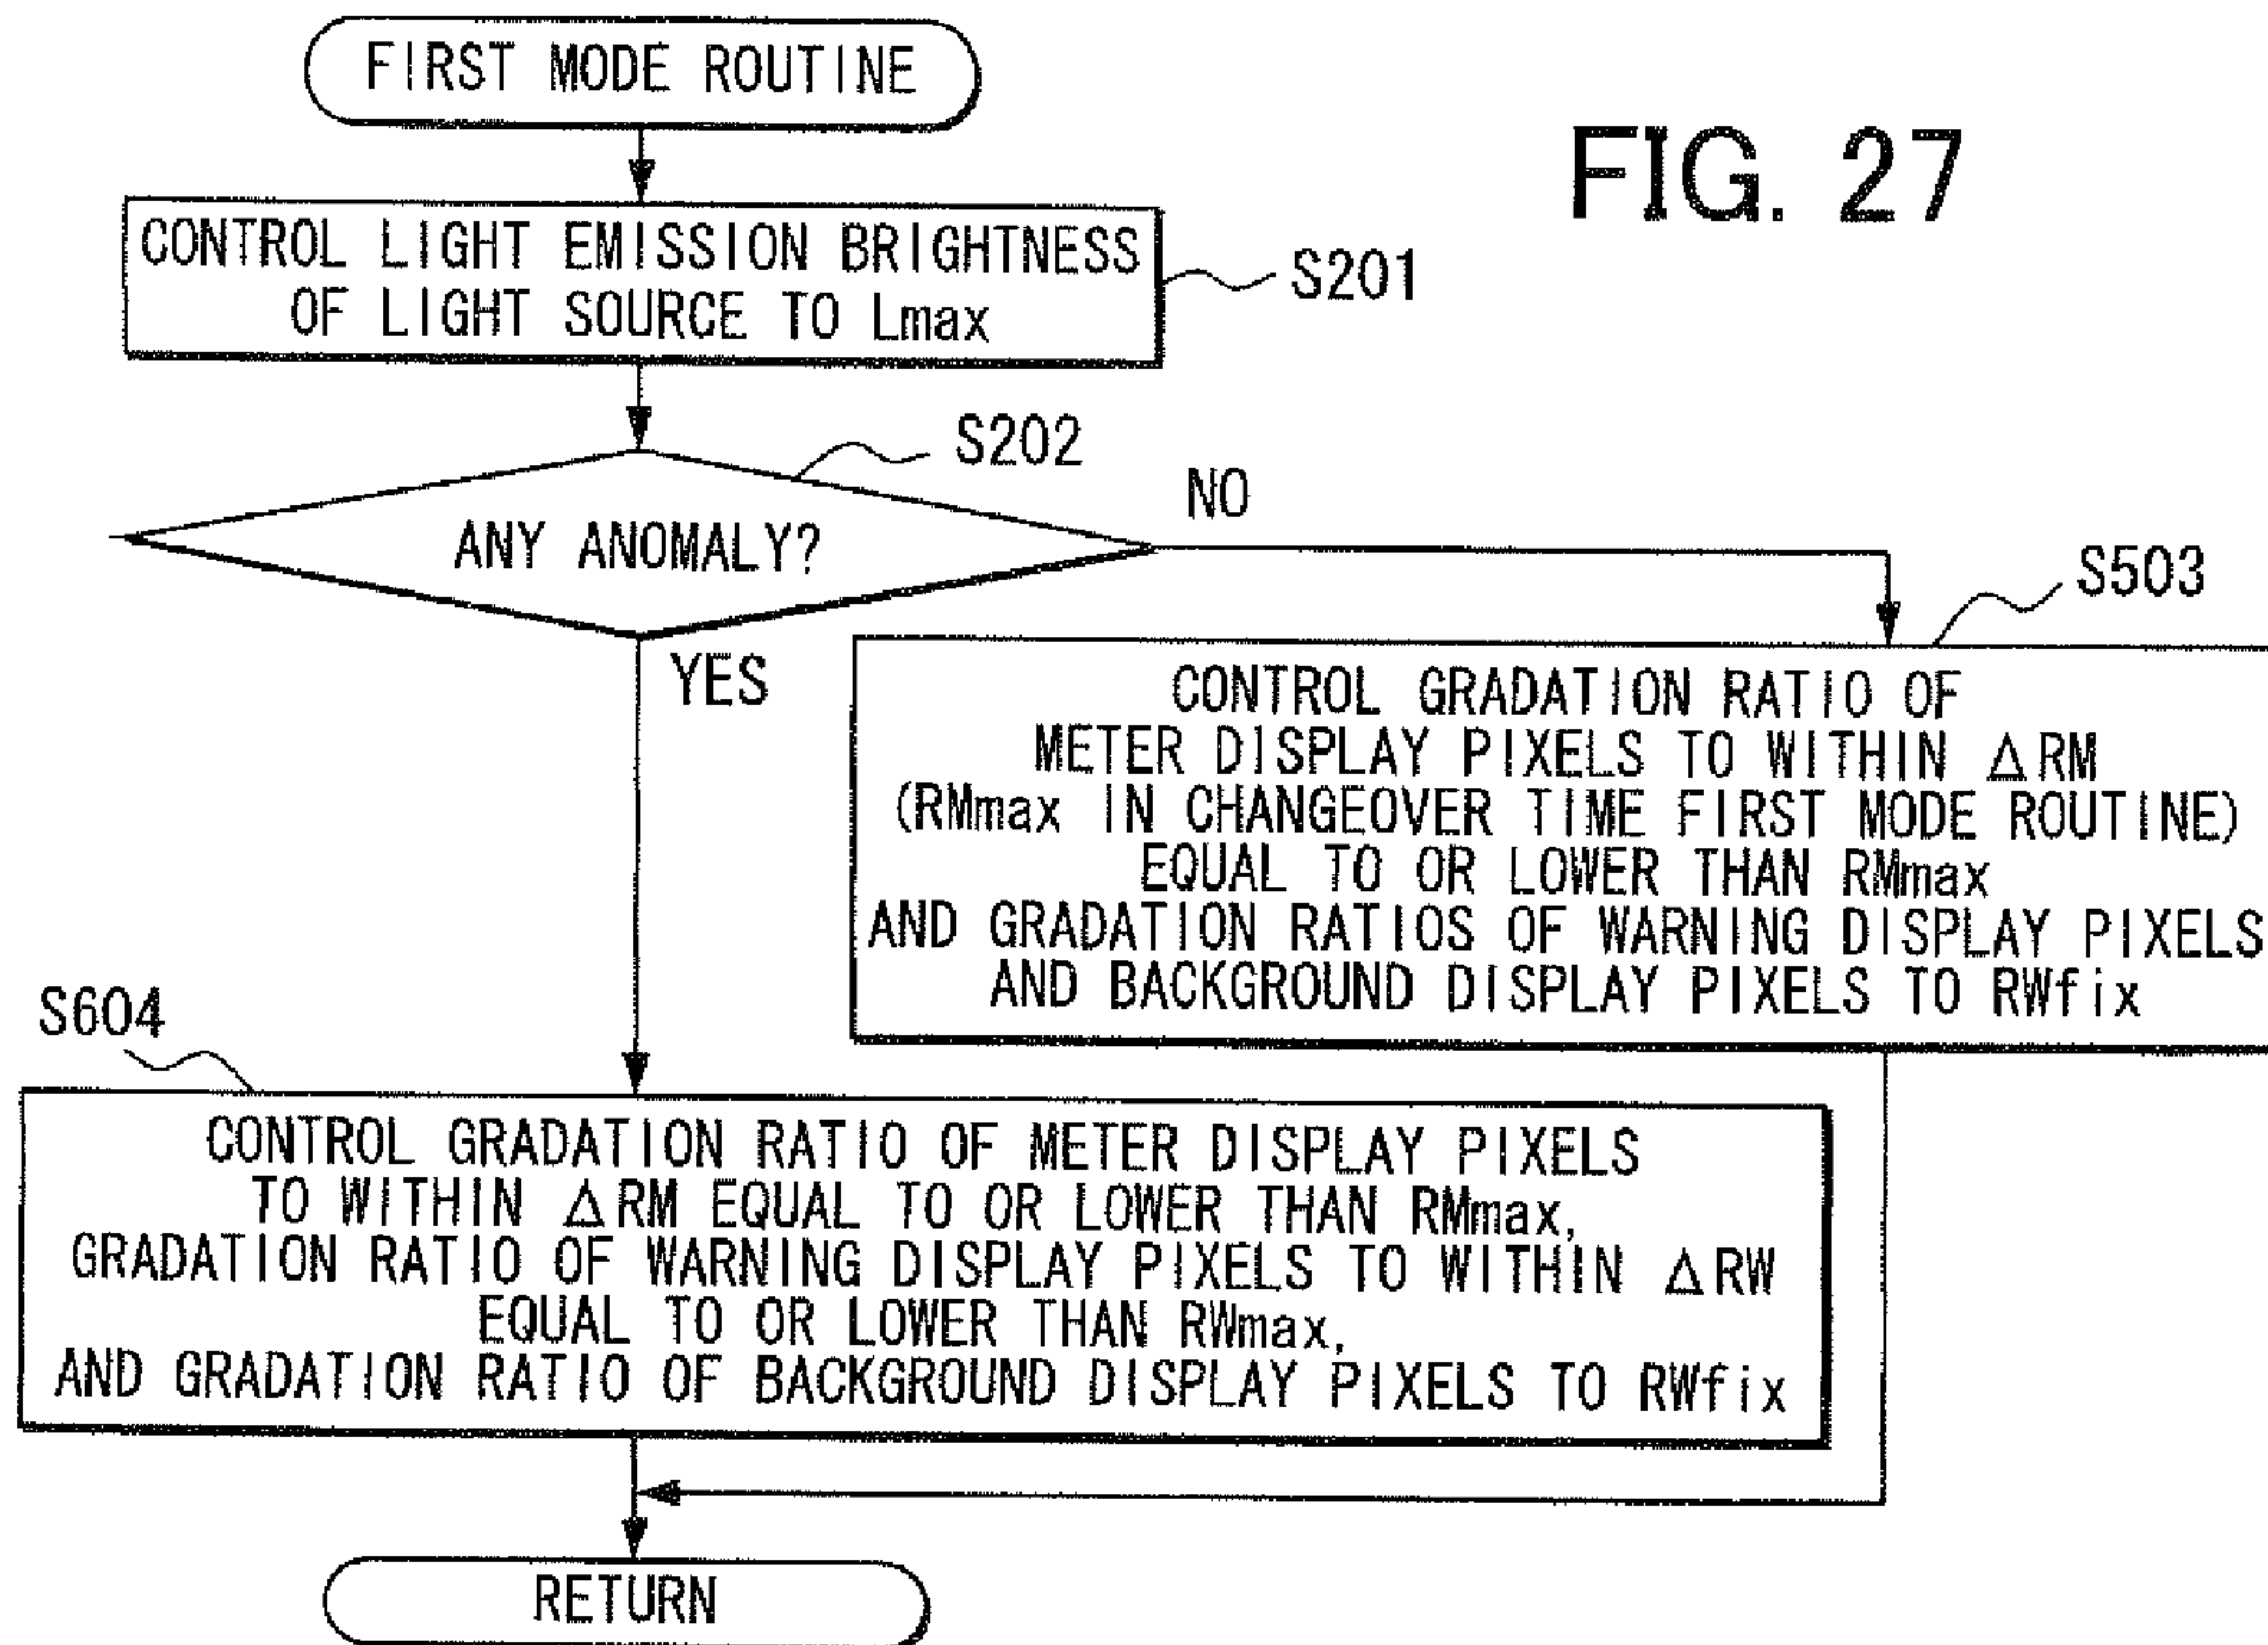 FIRST MODE ROUTINE
FIG. 27
CONTROL LIGHT EMISSION BRIGHTNESS
OF LIGHT SOURCE TO Lmax
S201
S202
ANY ANOMALY?
NO
YES
S503
CONTROL GRADATION RATIO OF
METER DISPLAY PIXELS TO WITHIN △RM
(RMmax IN CHANGEOVER TIME FIRST MODE ROUTINE)
EQUAL TO OR LOWER THAN RMmax
AND GRADATION RATIOS OF WARNING DISPLAY PIXELS
AND BACKGROUND DISPLAY PIXELS TO RWfix
S604
CONTROL GRADATION RATIO OF METER DISPLAY PIXELS
TO WITHIN △RM EQUAL TO OR LOWER THAN RMmax,
GRADATION RATIO OF WARNING DISPLAY PIXELS TO WITHIN △RW
EQUAL TO OR LOWER THAN RWmax,
AND GRADATION RATIO OF BACKGROUND DISPLAY PIXELS TO RWfix
RETURN